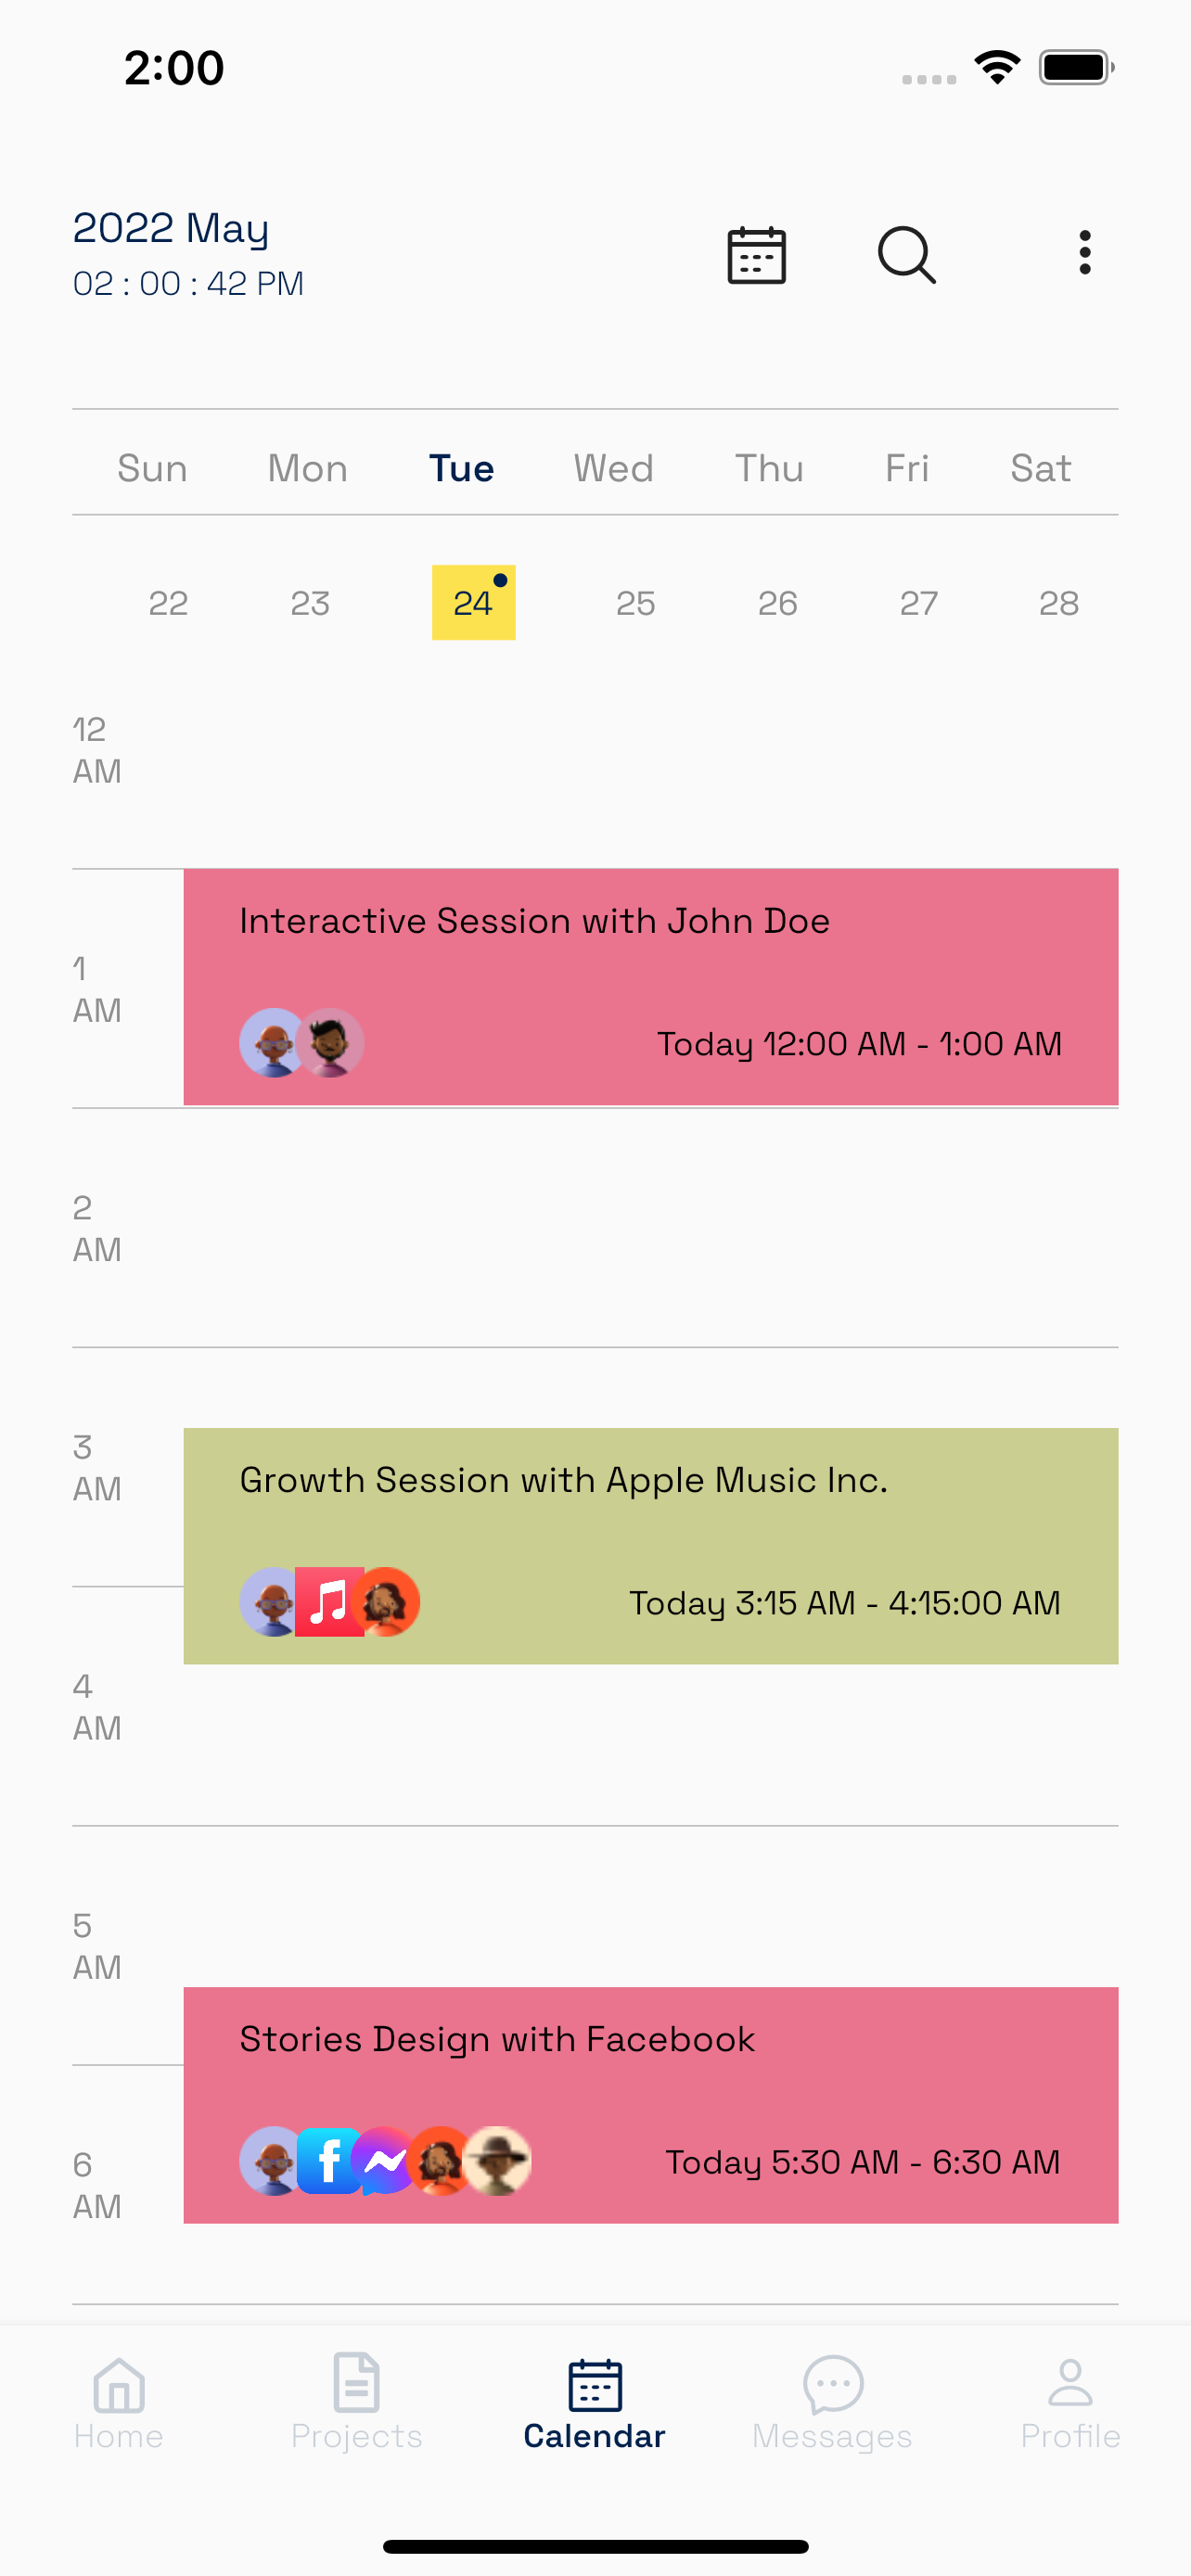 2:00
2022 May
02 : 00 : 42 PM
Sun Mon Tue Wed Thu Fri Sat
22 23 24 25 26 27 28
12
AM
Interactive Session with John Doe
1
AM
Today 12:00 AM - 1:00 AM
2
AM
3
AM
Growth Session with Apple Music Inc.
Today 3:15 AM - 4:15:00 AM
4
AM
5
AM
Stories Design with Facebook
f
6
AM
Today 5:30 AM - 6:30 AM
Home Projects Calendar Messages Profile